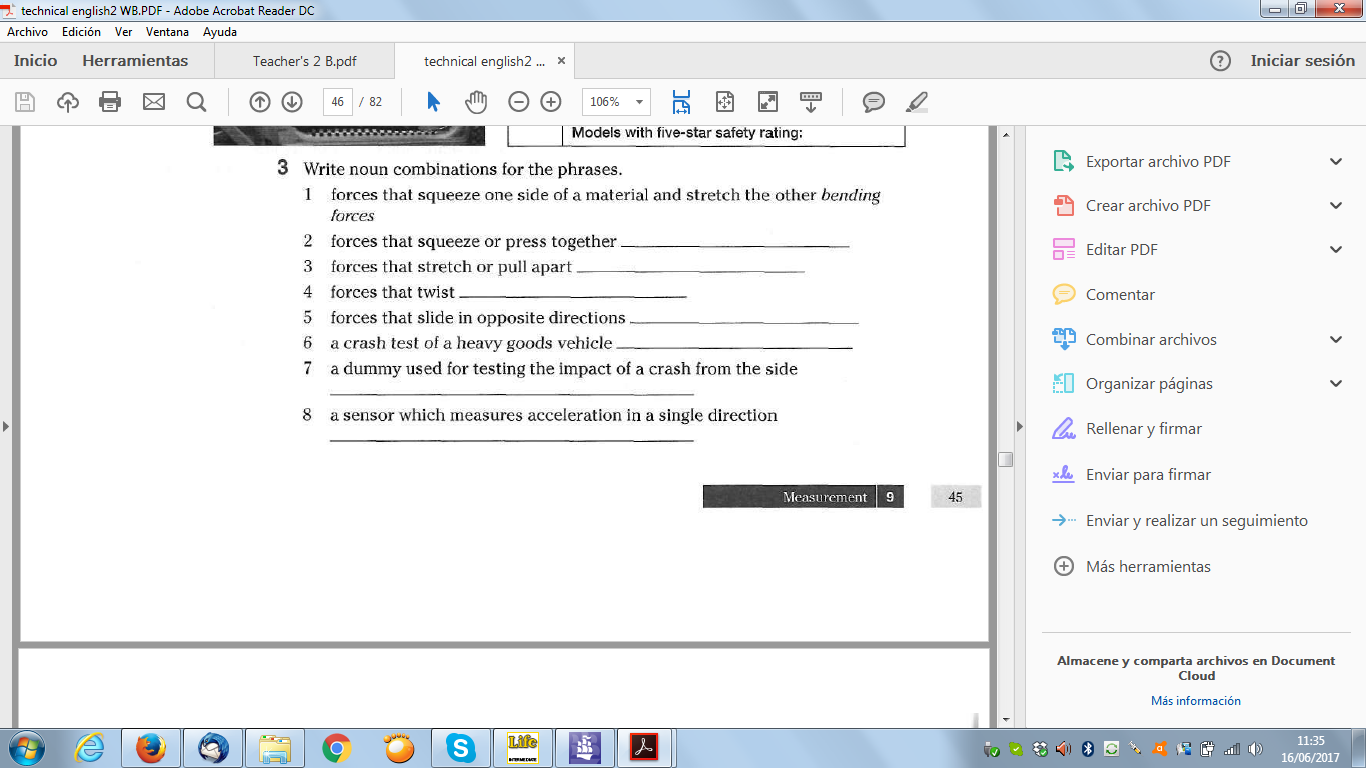 technical english2 WB.PDF - Adobe Acrobat Reader DC
Archivo Edición Ver Ventana Ayuda
Inicio Herramientas Teacher's 2 B.pdf technical english2 ... × ? Iniciar sesión
46 / 82 106%
Models with five-star safety rating:
3 Write noun combinations for the phrases.
1 forces that squeeze one side of a material and stretch the other bending
forces
2 forces that squeeze or press together
3 forces that stretch or pull apart
4 forces that twist
5 forces that slide in opposite directions
6 a crash test of a heavy goods vehicle
7 a dummy used for testing the impact of a crash from the side
8 a sensor which measures acceleration in a single direction
Measurement 9 45
Exportar archivo PDF
Crear archivo PDF
Editar PDF
Comentar
Combinar archivos
Organizar páginas
Rellenar y firmar
Enviar para firmar
Enviar y realizar un seguimiento
Más herramientas
Almacene y comparta archivos en Document
Cloud
Más información
Life
INTERMEDIATE
11:35
16/06/2017